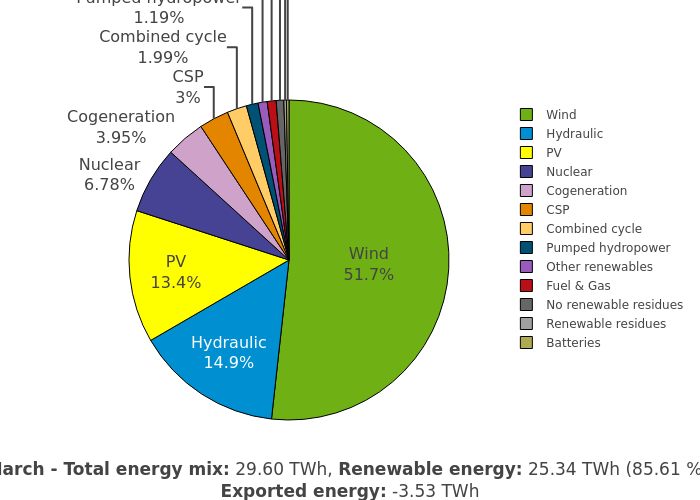 Pumped hydropower
1.19%
Combined cycle
1.99%
CSP
3%
Cogeneration
3.95%
Nuclear
6.78%
PV
13.4%
Hydraulic
14.9%
Wind
51.7%
Wind
Hydraulic
PV
Nuclear
Cogeneration
CSP
Combined cycle
Pumped hydropower
Other renewables
Fuel & Gas
No renewable residues
Renewable residues
Batteries
March - Total energy mix: 29.60 TWh, Renewable energy: 25.34 TWh (85.61 %
Exported energy: -3.53 TWh